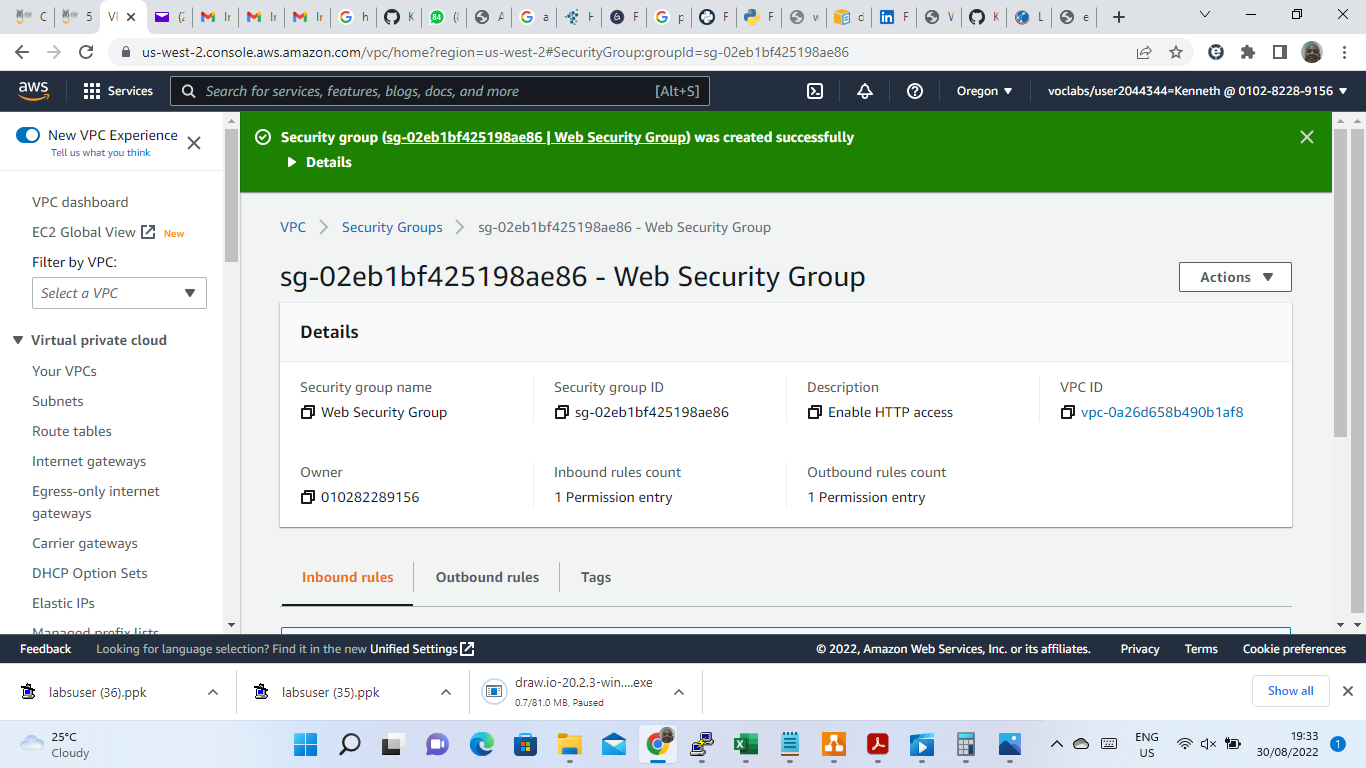 us-west-2.console.aws.amazon.com/vpc/home?region=us-west-2#SecurityGroup:groupId=sg-02eb1bf425198ae86
aws
Services
Search for services, features, blogs, docs, and more
[Alt+S]
Oregon
voclabs/user2044344=Kenneth @ 0102-8228-9156
New VPC Experience
Tell us what you think
VPC dashboard
EC2 Global View New
Filter by VPC:
Select a VPC
Virtual private cloud
Your VPCs
Subnets
Route tables
Internet gateways
Egress-only internet
gateways
Carrier gateways
DHCP Option Sets
Elastic IPs
Managed prefix lists
Security group (sg-02eb1bf425198ae86 | Web Security Group) was created successfully
Details
VPC
Security Groups
sg-02eb1bf425198ae86 - Web Security Group
sg-02eb1bf425198ae86 - Web Security Group
Actions
Details
Security group name
Web Security Group
Security group ID
sg-02eb1bf425198ae86
Description
Enable HTTP access
VPC ID
vpc-0a26d658b490b1af8
Owner
010282289156
Inbound rules count
1 Permission entry
Outbound rules count
1 Permission entry
Inbound rules
Outbound rules
Tags
Feedback
Looking for language selection? Find it in the new Unified Settings
© 2022, Amazon Web Services, Inc. or its affiliates.
Privacy
Terms
Cookie preferences
labsuser (36).ppk
labsuser (35).ppk
draw.io-20.2.3-win....exe
0.7/81.0 MB, Paused
Show all
25°C
Cloudy
ENG
US
19:33
30/08/2022
1